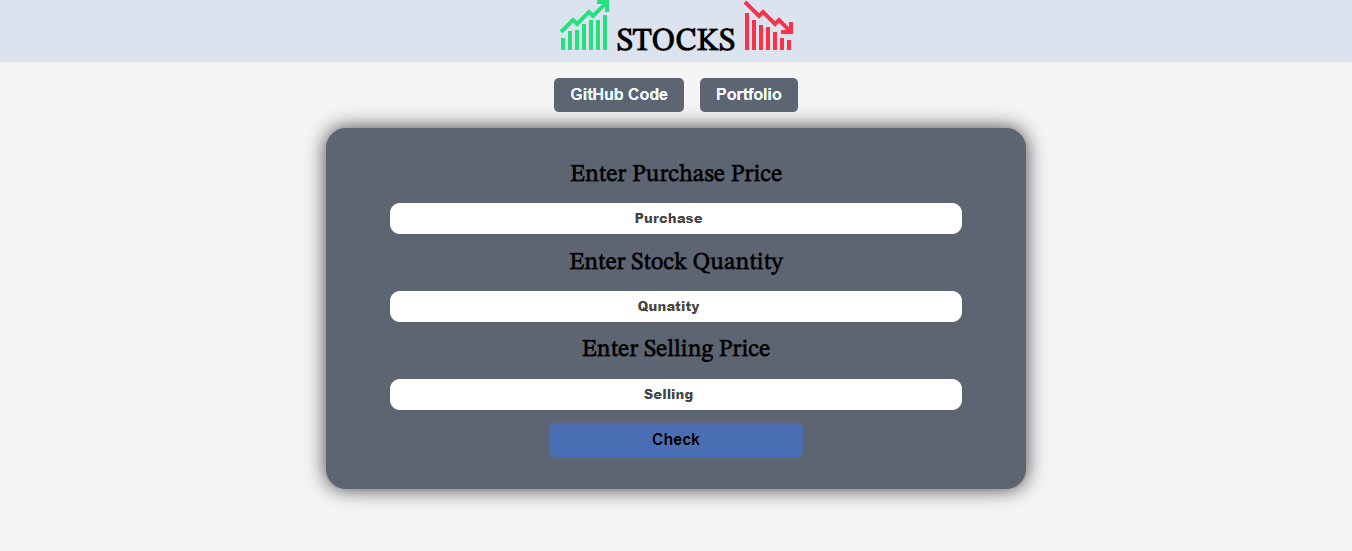 STOCKS
GitHub Code Portfolio
Enter Purchase Price
Purchase
Enter Stock Quantity
Qunatity
Enter Selling Price
Selling
Check